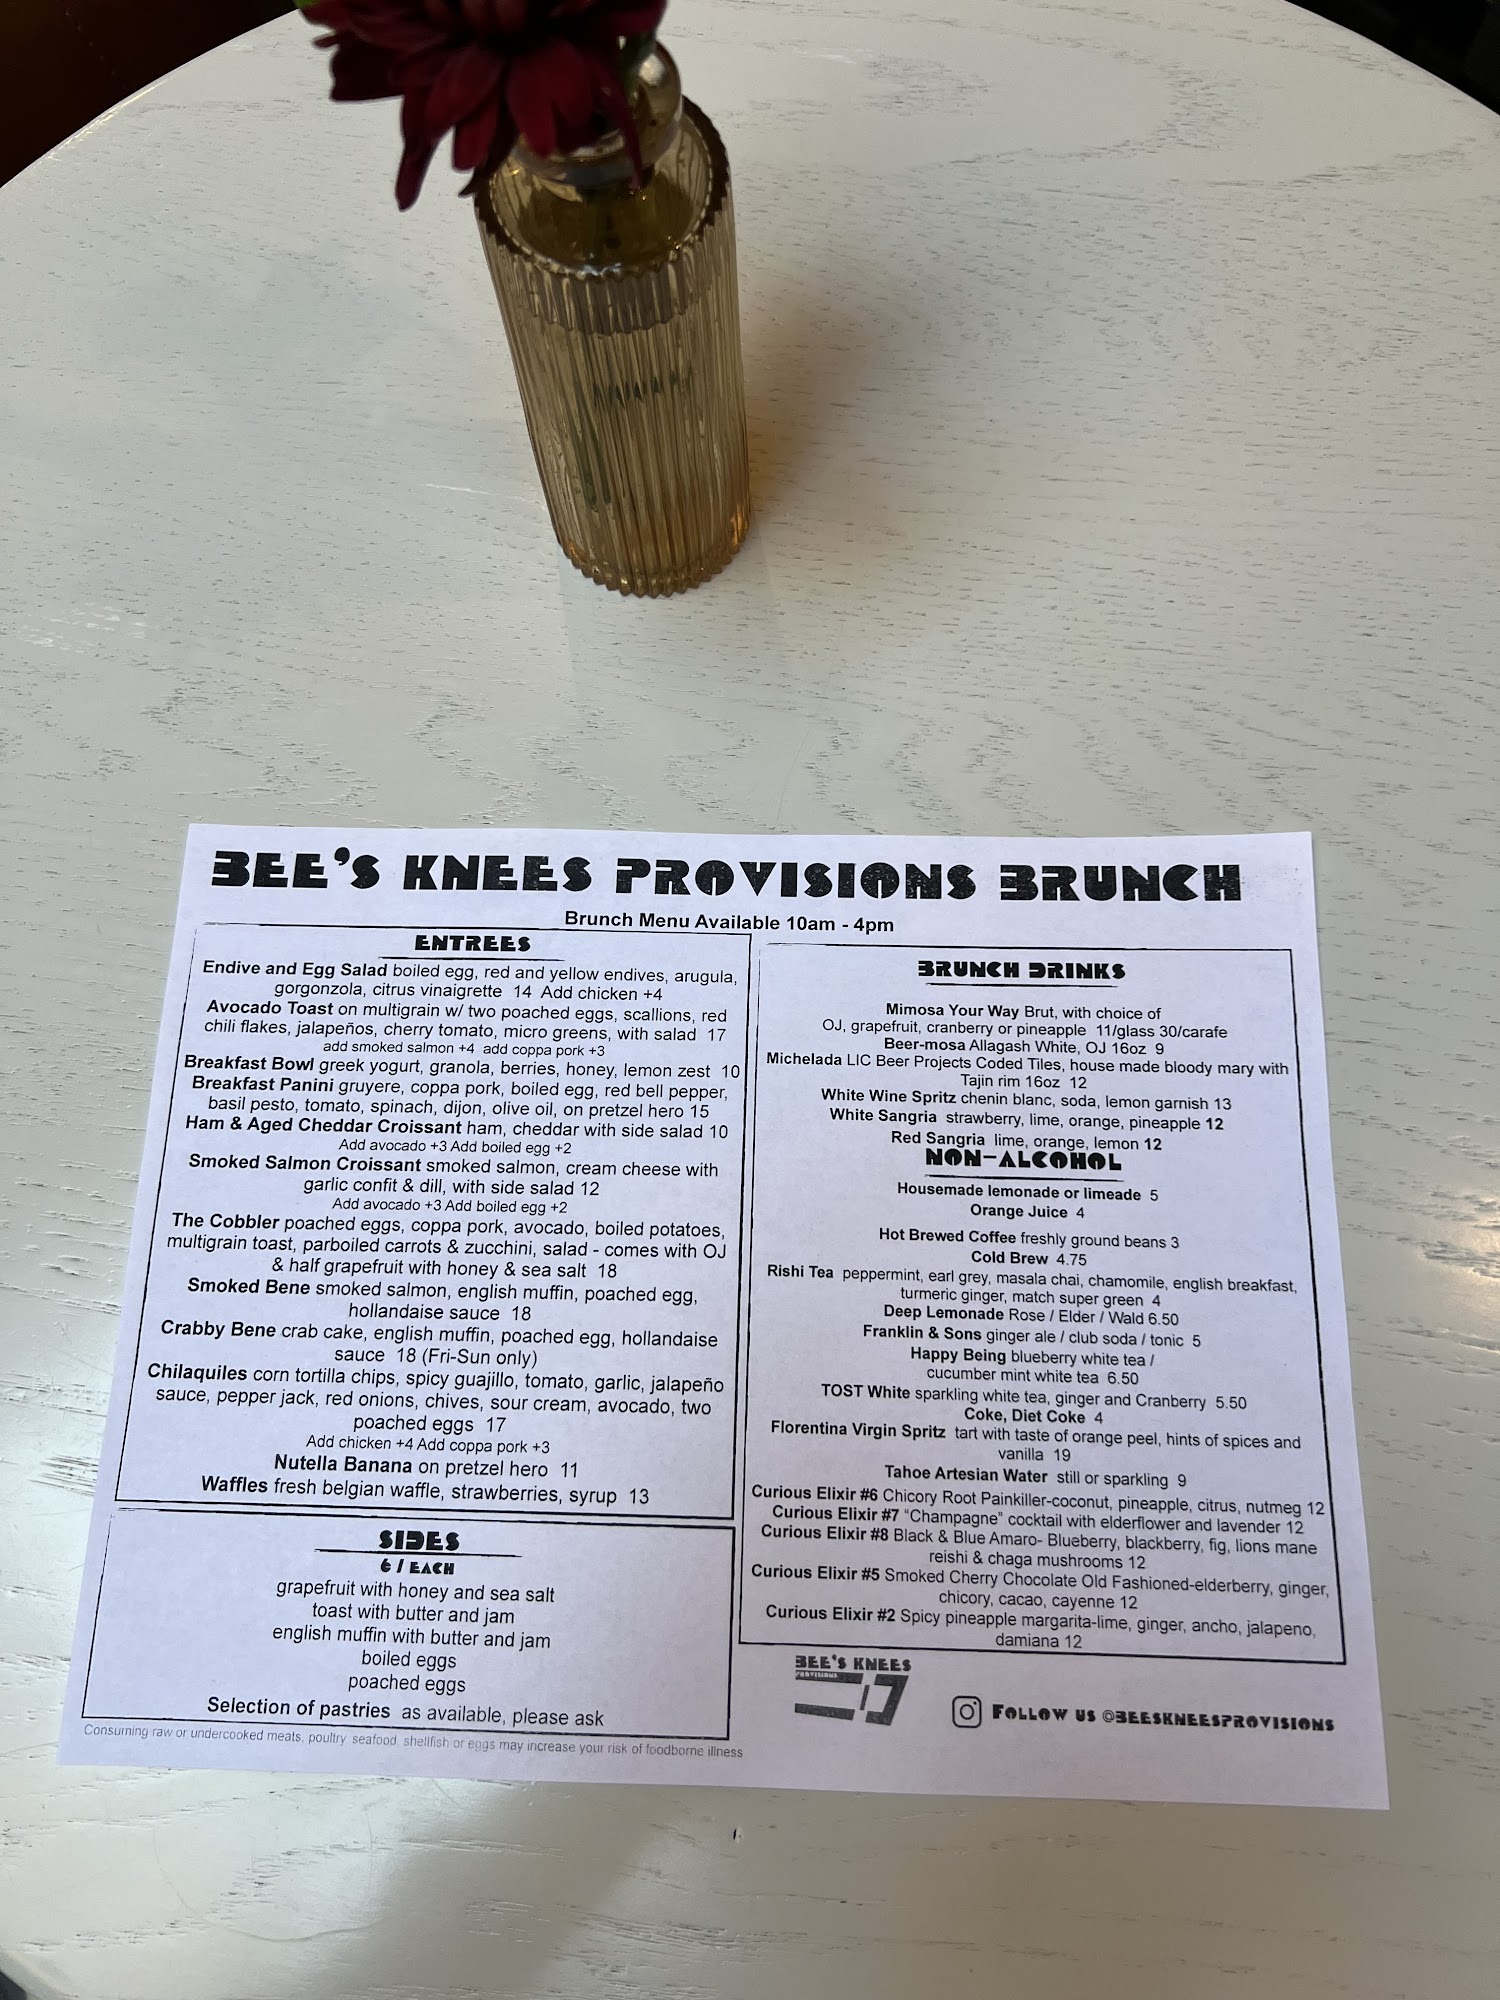 BEE'S KNEES PROVISIONS BRUNCH
Brunch Menu Available 10am - 4pm
ENTREES
Endive and Egg Salad boiled egg, red and yellow endives, arugula,
gorgonzola, citrus vinaigrette 14 Add chicken +4
Avocado Toast on multigrain w/ two poached eggs, scallions, red
chili flakes, jalapeños, cherry tomato, micro greens, with salad 17
add smoked salmon +4 add coppa pork +3
Breakfast Bowl greek yogurt, granola, berries, honey, lemon zest 10
Breakfast Panini gruyere, coppa pork, boiled egg, red bell pepper,
basil pesto, tomato, spinach, dijon, olive oil, on pretzel hero 15
Ham & Aged Cheddar Croissant ham, cheddar with side salad 10
Add avocado +3 Add boiled egg +2
Smoked Salmon Croissant smoked salmon, cream cheese with
garlic confit & dill, with side salad 12
Add avocado +3 Add boiled egg +2
The Cobbler poached eggs, coppa pork, avocado, boiled potatoes,
multigrain toast, parboiled carrots & zucchini, salad - comes with OJ
& half grapefruit with honey & sea salt 18
Smoked Bene smoked salmon, english muffin, poached egg,
hollandaise sauce 18
Crabby Bene crab cake, english muffin, poached egg, hollandaise
sauce 18 (Fri-Sun only)
Chilaquiles corn tortilla chips, spicy guajillo, tomato, garlic, jalapeño
sauce, pepper jack, red onions, chives, sour cream, avocado, two
poached eggs 17
Add chicken +4 Add coppa pork +3
Nutella Banana on pretzel hero 11
Waffles fresh belgian waffle, strawberries, syrup 13
SIDES
6 / EACH
grapefruit with honey and sea salt
toast with butter and jam
english muffin with butter and jam
boiled eggs
poached eggs
Selection of pastries as available, please ask
Consuming raw or undercooked meats, poultry, seafood, shellfish or eggs may increase your risk of foodborne illness
BRUNCH DRINKS
Mimosa Your Way Brut, with choice of
OJ, grapefruit, cranberry or pineapple 11/glass 30/carafe
Beer-mosa Allagash White, OJ 16oz 9
Michelada LIC Beer Projects Coded Tiles, house made bloody mary with
Tajin rim 16oz 12
White Wine Spritz chenin blanc, soda, lemon garnish 13
White Sangria strawberry, lime, orange, pineapple 12
Red Sangria lime, orange, lemon 12
NON-ALCOHOL
Housemade lemonade or limeade 5
Orange Juice 4
Hot Brewed Coffee freshly ground beans 3
Cold Brew 4.75
Rishi Tea peppermint, earl grey, masala chai, chamomile, english breakfast,
turmeric ginger, match super green 4
Deep Lemonade Rose / Elder / Wald 6.50
Franklin & Sons ginger ale / club soda / tonic 5
Happy Being blueberry white tea /
cucumber mint white tea 6.50
TOST White sparkling white tea, ginger and Cranberry 5.50
Coke, Diet Coke 4
Florentina Virgin Spritz tart with taste of orange peel, hints of spices and
vanilla 19
Tahoe Artesian Water still or sparkling 9
Curious Elixir #6 Chicory Root Painkiller-coconut, pineapple, citrus, nutmeg 12
Curious Elixir #7 "Champagne" cocktail with elderflower and lavender 12
Curious Elixir #8 Black & Blue Amaro- Blueberry, blackberry, fig, lions mane
reishi & chaga mushrooms 12
Curious Elixir #5 Smoked Cherry Chocolate Old Fashioned-elderberry, ginger,
chicory, cacao, cayenne 12
Curious Elixir #2 Spicy pineapple margarita-lime, ginger, ancho, jalapeno,
damiana 12
BEE'S KNEES
PROVISIONS
FOLLOW US @BEESKNEESPROVISIONS